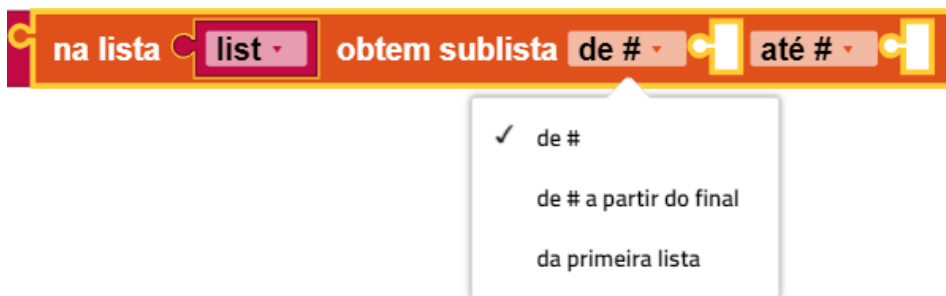 na lista list obtem sublista de # até #
✓ de #
de # a partir do final
da primeira lista